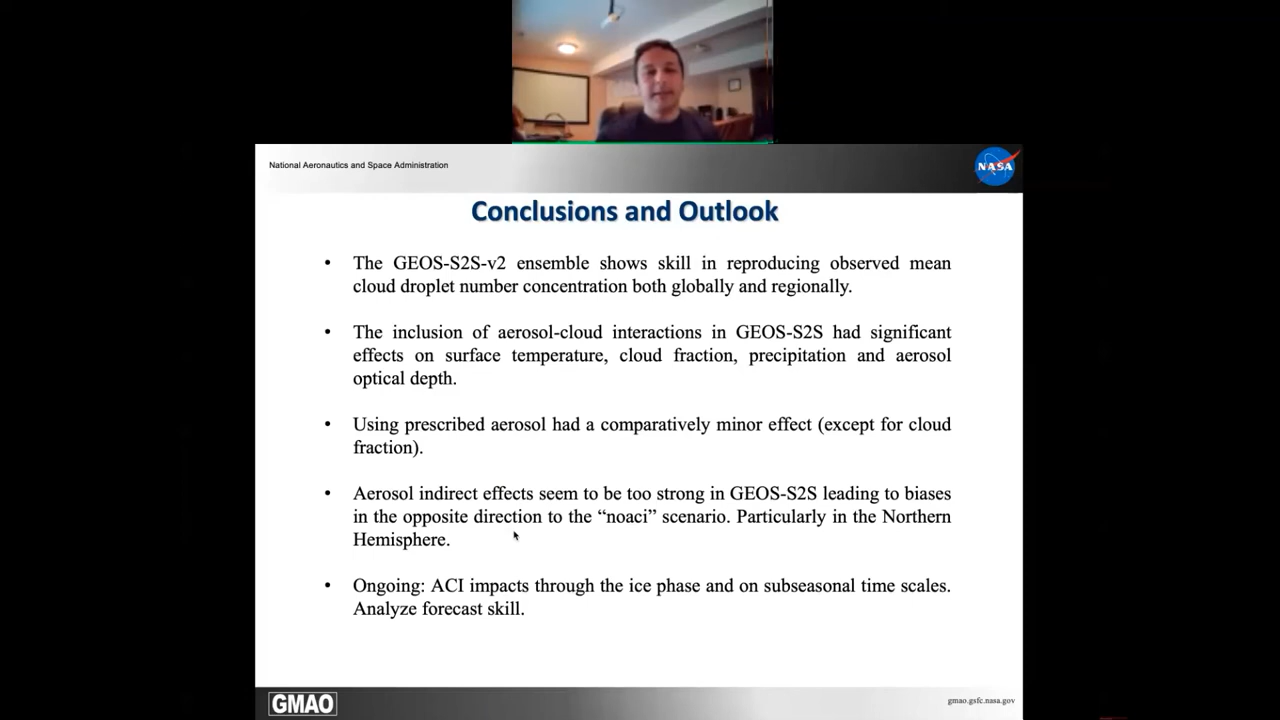 National Aeronautics and Space Administration
NASA
Conclusions and Outlook
• The GEOS-S2S-v2 ensemble shows skill in reproducing observed mean
cloud droplet number concentration both globally and regionally.
• The inclusion of aerosol-cloud interactions in GEOS-S2S had significant
effects on surface temperature, cloud fraction, precipitation and aerosol
optical depth.
• Using prescribed aerosol had a comparatively minor effect (except for cloud
fraction).
• Aerosol indirect effects seem to be too strong in GEOS-S2S leading to biases
in the opposite direction to the “noaci” scenario. Particularly in the Northern
Hemisphere.
• Ongoing: ACI impacts through the ice phase and on subseasonal time scales.
Analyze forecast skill.
GMAO
gmao.gsfc.nasa.gov